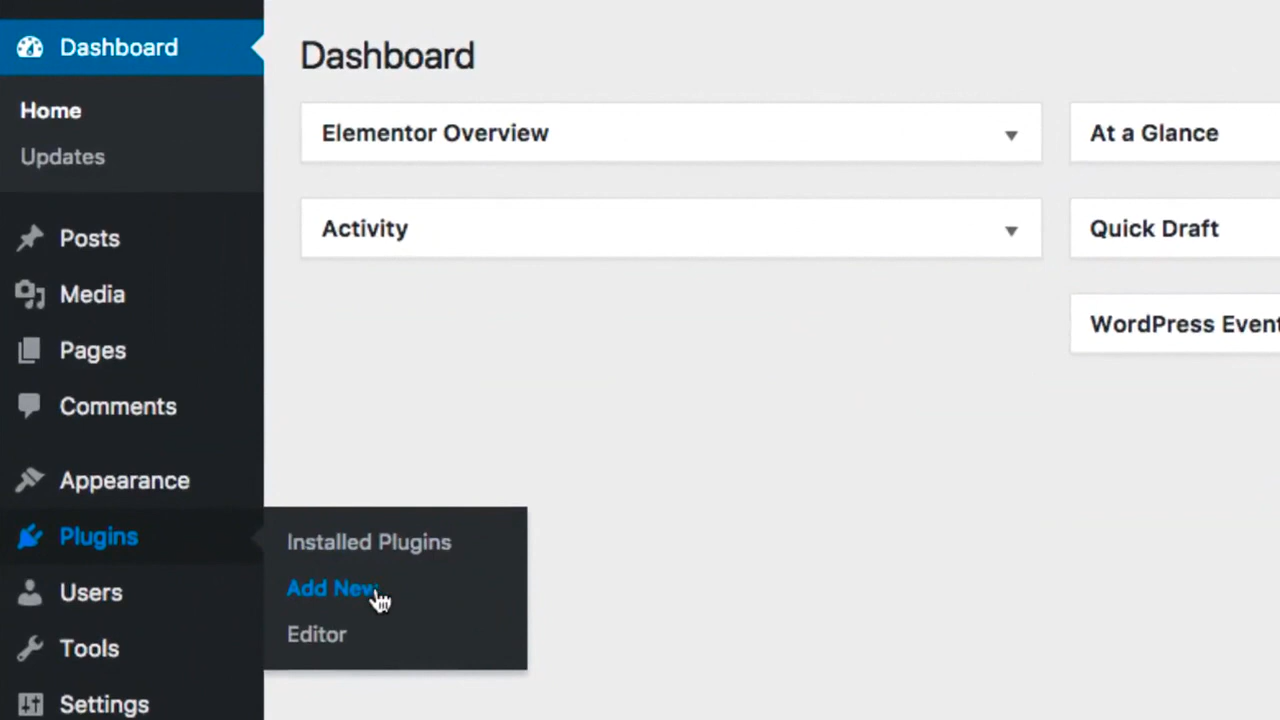 Dashboard
Home
Updates
Posts
Media
Pages
Comments
Appearance
Plugins
Users
Tools
Settings
Installed Plugins
Add New
Editor
Dashboard
Elementor Overview
Activity
At a Glance
Quick Draft
WordPress Event